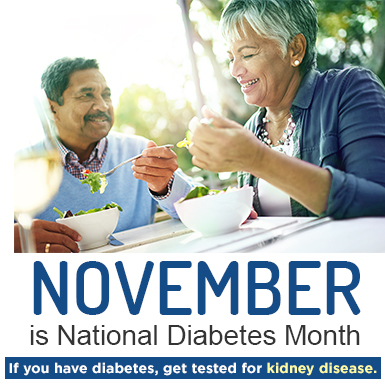 NOVEMBER
is National Diabetes Month
If you have diabetes, get tested for kidney disease.